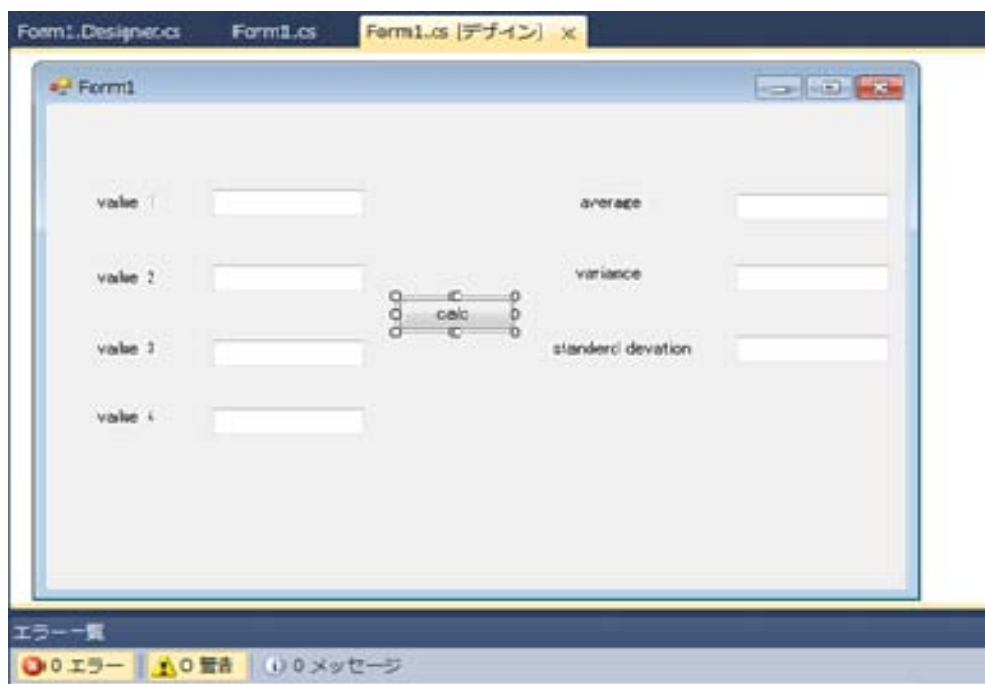 Form1.Designer.cs Form1.cs Form1.cs [デザイン] ×
Form1
value 1 average
value 2 variance
calc
value 3 standerd devation
value 4
エラー一覧
0 エラー 0 警告 0 メッセージ